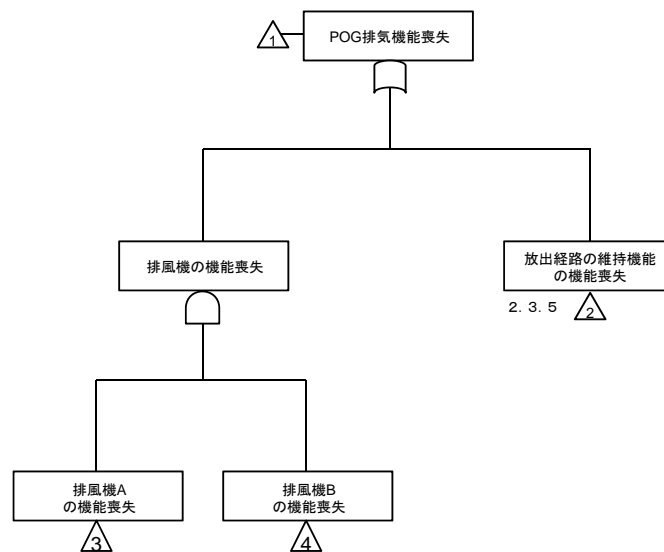 1
POG排気機能喪失
排風機の機能喪失
放出経路の維持機能
の機能喪失
2. 3. 5
2
排風機A
の機能喪失
排風機B
の機能喪失
3
4